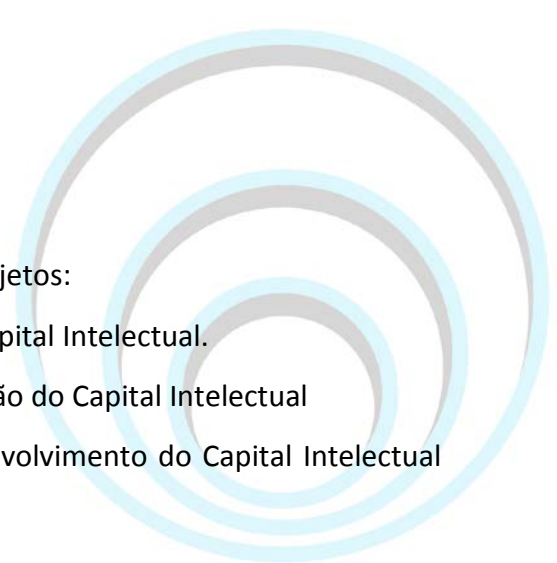 jetos:
pital Intelectual.
ão do Capital Intelectual
volvimento do Capital Intelectual